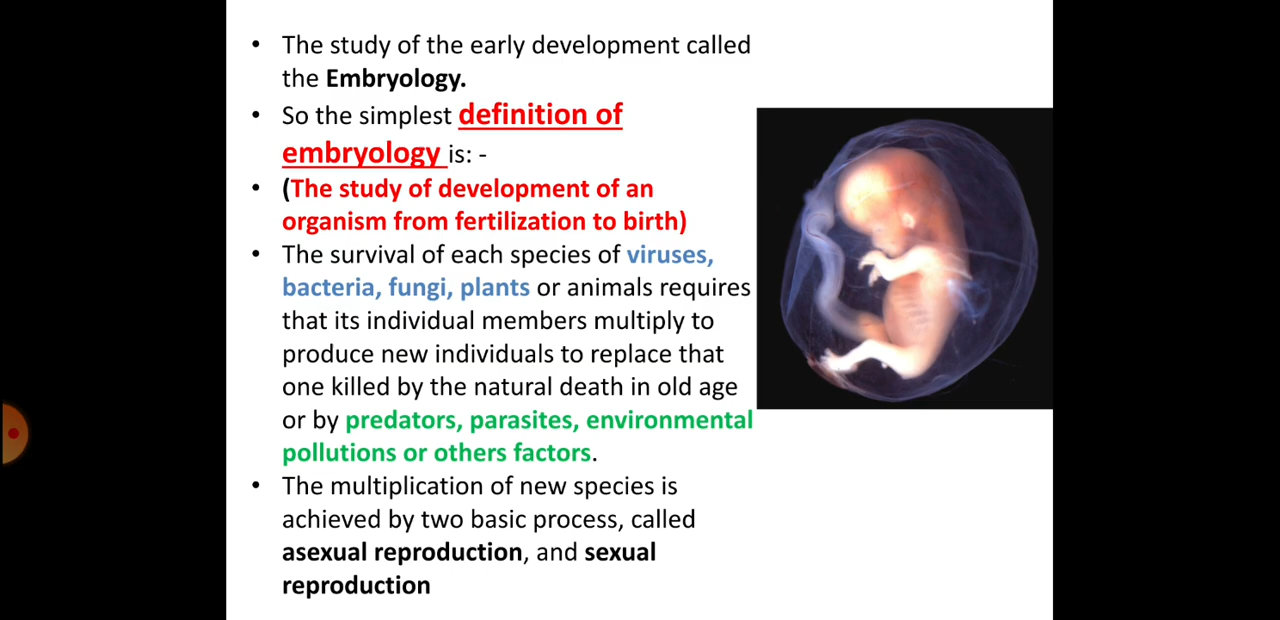 • The study of the early development called
the Embryology.
• So the simplest definition of
embryology is: -
• (The study of development of an
organism from fertilization to birth)
• The survival of each species of viruses,
bacteria, fungi, plants or animals requires
that its individual members multiply to
produce new individuals to replace that
one killed by the natural death in old age
or by predators, parasites, environmental
pollutions or others factors.
• The multiplication of new species is
achieved by two basic process, called
asexual reproduction, and sexual
reproduction